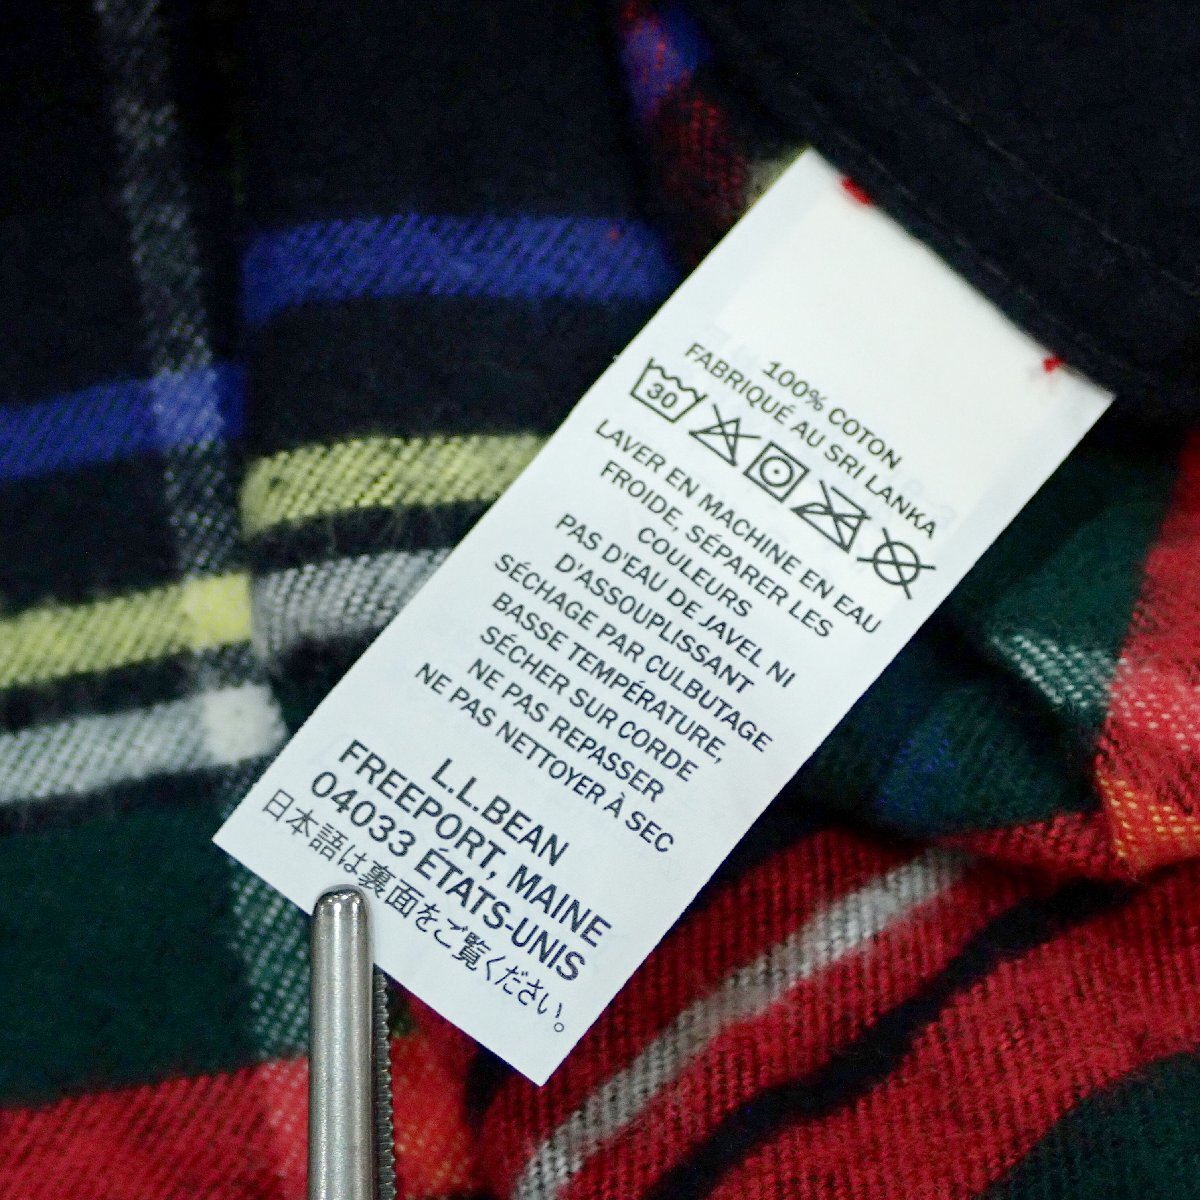 100% COTON
FABRIQUÉ AU SRI LANKA
30
LAVER EN MACHINE EN EAU
FROIDE, SÉPARER LES
COULEURS
PAS D'EAU DE JAVEL NI
D'ASSOUPLISSANT
SÉCHAGE PAR CULBUTAGE
BASSE TEMPÉRATURE,
SÉCHER SUR CORDE
NE PAS REPASSER
NE PAS NETTOYER À SEC
L.L.BEAN
FREEPORT, MAINE
04033 ÉTATS-UNIS
日本語は裏面をご覧ください。